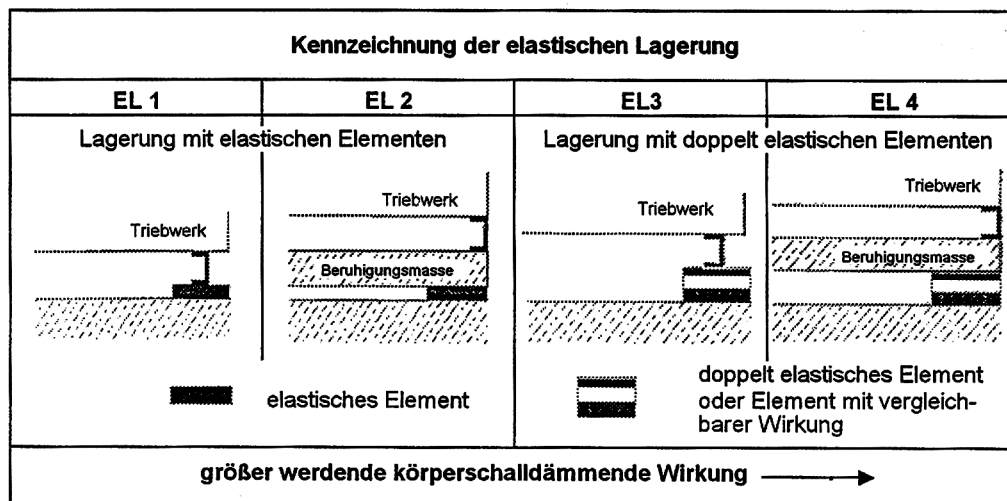 Kennzeichnung der elastischen Lagerung
EL 1
EL 2
EL3
EL 4
Lagerung mit elastischen Elementen
Lagerung mit doppelt elastischen Elementen
Triebwerk
Triebwerk
Beruhigungsmasse
Triebwerk
Triebwerk
Beruhigungsmasse
elastisches Element
doppelt elastisches Element
oder Element mit vergleich-
barer Wirkung
größer werdende körperschalldämmende Wirkung